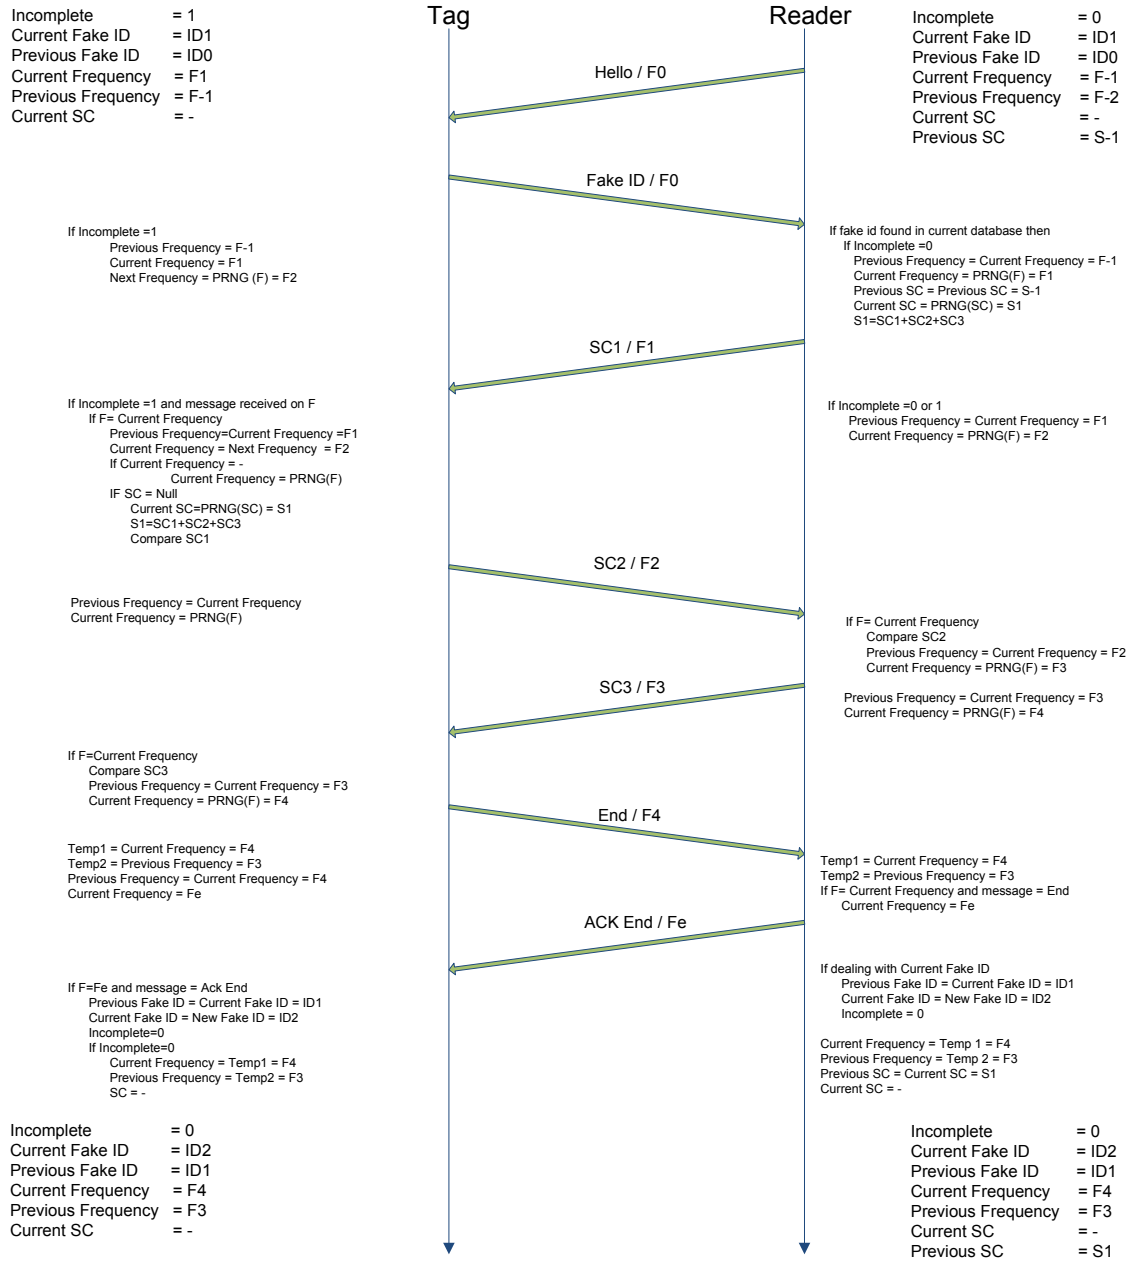 Incomplete = 1
Current Fake ID = ID1
Previous Fake ID = ID0
Current Frequency = F1
Previous Frequency = F-1
Current SC = -
Tag
Reader
Incomplete = 0
Current Fake ID = ID1
Previous Fake ID = ID0
Current Frequency = F-1
Previous Frequency = F-2
Current SC = -
Previous SC = S-1
Hello / F0
Fake ID / F0
If Incomplete =1
Previous Frequency = F-1
Current Frequency = F1
Next Frequency = PRNG (F) = F2
If fake id found in current database then
If Incomplete =0
Previous Frequency = Current Frequency = F-1
Current Frequency = PRNG(F) = F1
Previous SC = Previous SC = S-1
Current SC = PRNG(SC) = S1
S1=SC1+SC2+SC3
SC1 / F1
If Incomplete =1 and message received on F
If F= Current Frequency
Previous Frequency=Current Frequency =F1
Current Frequency = Next Frequency = F2
If Current Frequency = -
Current Frequency = PRNG(F)
IF SC = Null
Current SC=PRNG(SC) = S1
S1=SC1+SC2+SC3
Compare SC1
If Incomplete =0 or 1
Previous Frequency = Current Frequency = F1
Current Frequency = PRNG(F) = F2
SC2 / F2
Previous Frequency = Current Frequency
Current Frequency = PRNG(F)
If F= Current Frequency
Compare SC2
Previous Frequency = Current Frequency = F2
Current Frequency = PRNG(F) = F3
SC3 / F3
Previous Frequency = Current Frequency = F3
Current Frequency = PRNG(F) = F4
If F=Current Frequency
Compare SC3
Previous Frequency = Current Frequency = F3
Current Frequency = PRNG(F) = F4
End / F4
Temp1 = Current Frequency = F4
Temp2 = Previous Frequency = F3
Previous Frequency = Current Frequency = F4
Current Frequency = Fe
Temp1 = Current Frequency = F4
Temp2 = Previous Frequency = F3
If F= Current Frequency and message = End
Current Frequency = Fe
ACK End / Fe
If F=Fe and message = Ack End
Previous Fake ID = Current Fake ID = ID1
Current Fake ID = New Fake ID = ID2
Incomplete=0
If Incomplete=0
Current Frequency = Temp1 = F4
Previous Frequency = Temp2 = F3
SC = -
If dealing with Current Fake ID
Previous Fake ID = Current Fake ID = ID1
Current Fake ID = New Fake ID = ID2
Incomplete = 0
Current Frequency = Temp 1 = F4
Previous Frequency = Temp 2 = F3
Previous SC = Current SC = S1
Current SC = -
Incomplete = 0
Current Fake ID = ID2
Previous Fake ID = ID1
Current Frequency = F4
Previous Frequency = F3
Current SC = -
Incomplete = 0
Current Fake ID = ID2
Previous Fake ID = ID1
Current Frequency = F4
Previous Frequency = F3
Current SC = -
Previous SC = S1